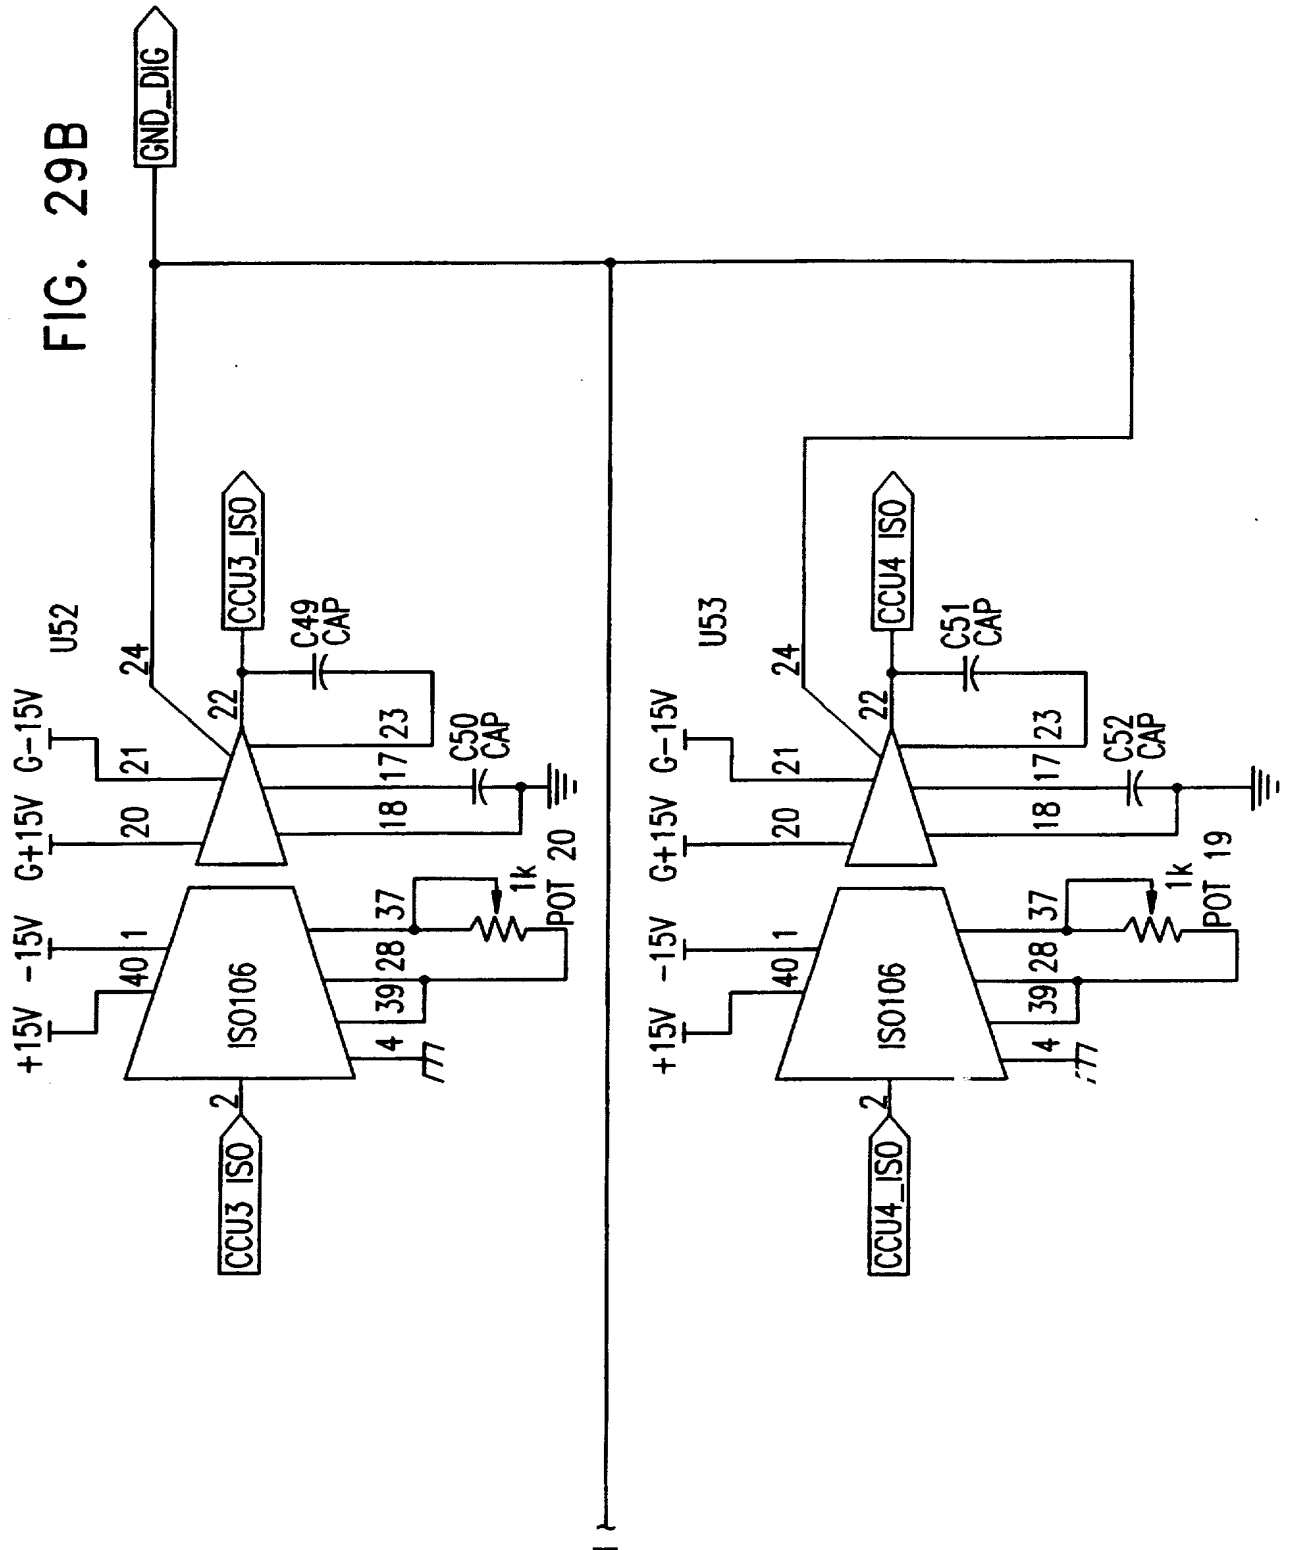 FIG. 29B
GND_DIG
U52
+15V
-15V
G+15V
G-15V
40
1
20
21
24
ISO106
2
CCU3 ISO
22
CCU3_ISO
C49
CAP
4
39
28
37
18
17
23
C50
CAP
1k
POT 20
U53
+15V
-15V
G+15V
G-15V
40
1
20
21
24
ISO106
2
CCU4_ISO
22
CCU4 ISO
C51
CAP
4
39
28
37
18
17
23
C52
CAP
1k
POT 19